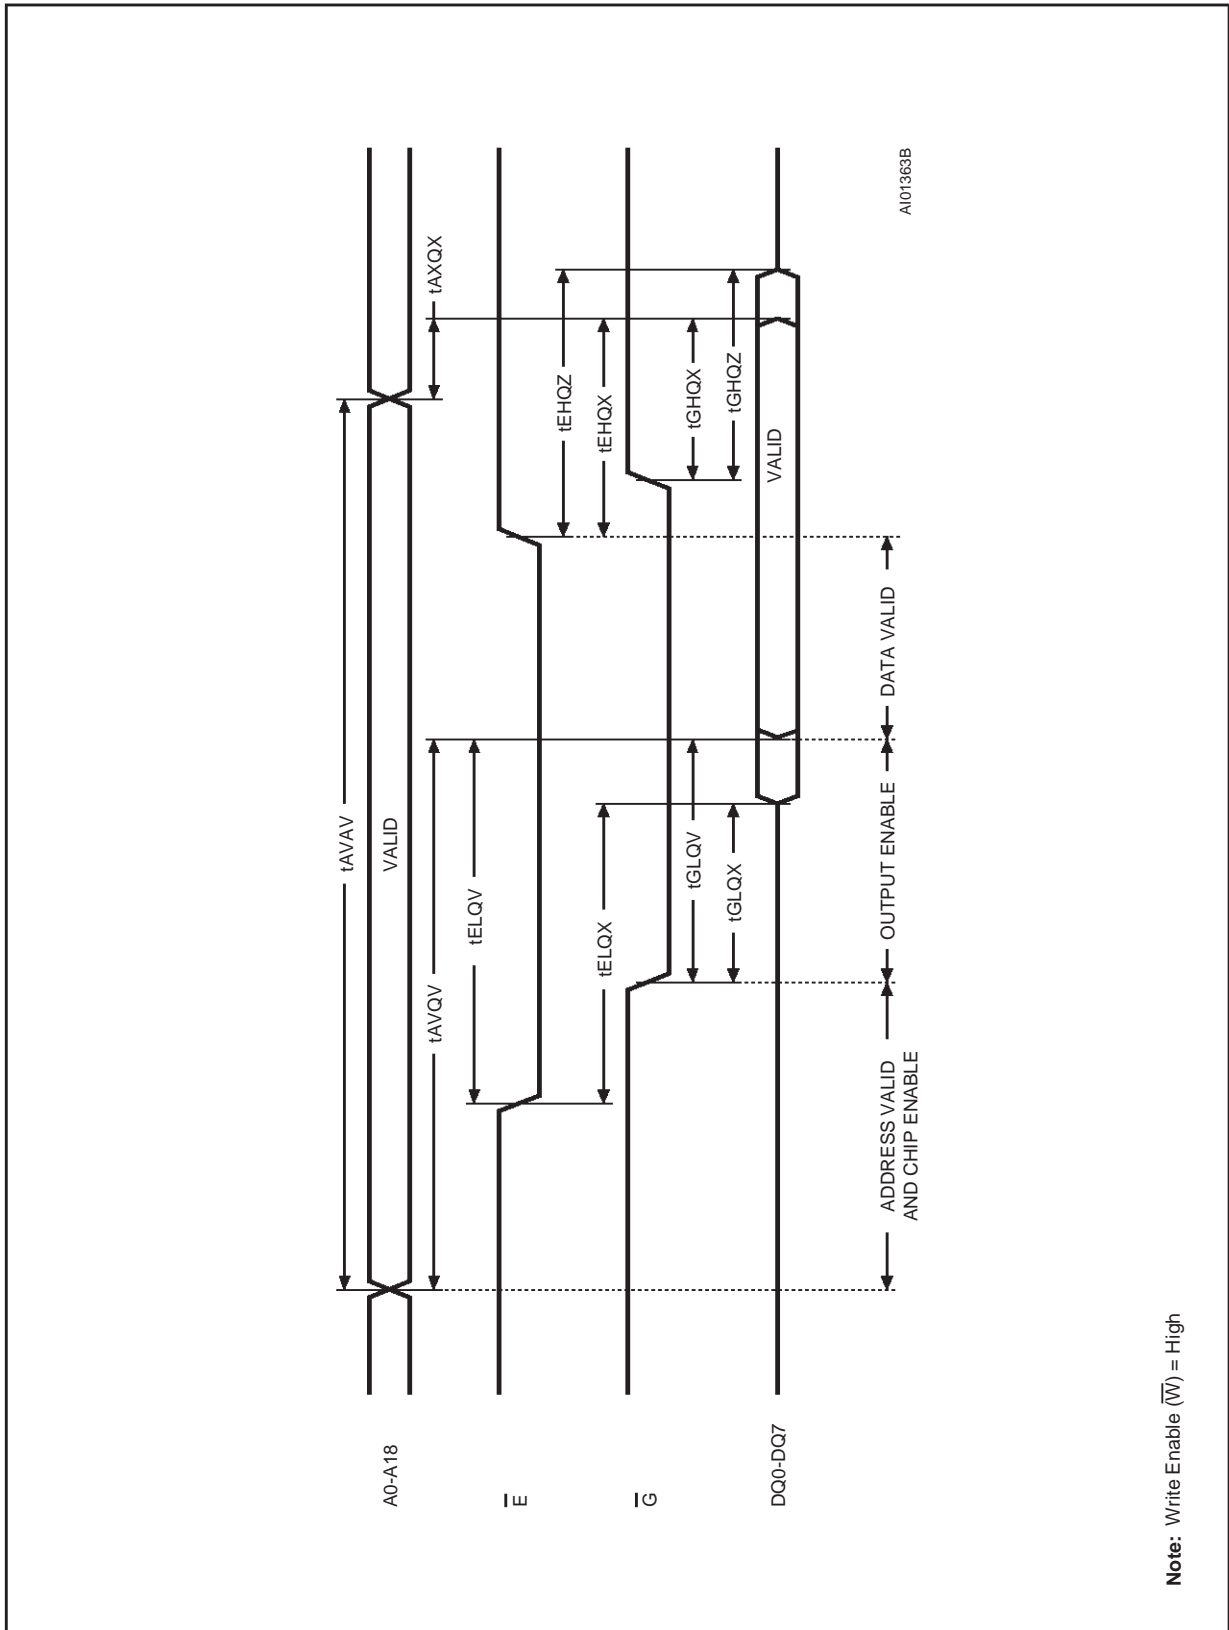 tAVAV
A0-A18
VALID
tAVQV
tAXQX
tELQV
E̅
tEHQZ
tELQX
tEHQX
G̅
tGLQV
tGHQX
tGLQX
tGHQZ
DQ0-DQ7
VALID
ADDRESS VALID
AND CHIP ENABLE
OUTPUT ENABLE
DATA VALID
AI01363B
Note: Write Enable (W̅) = High